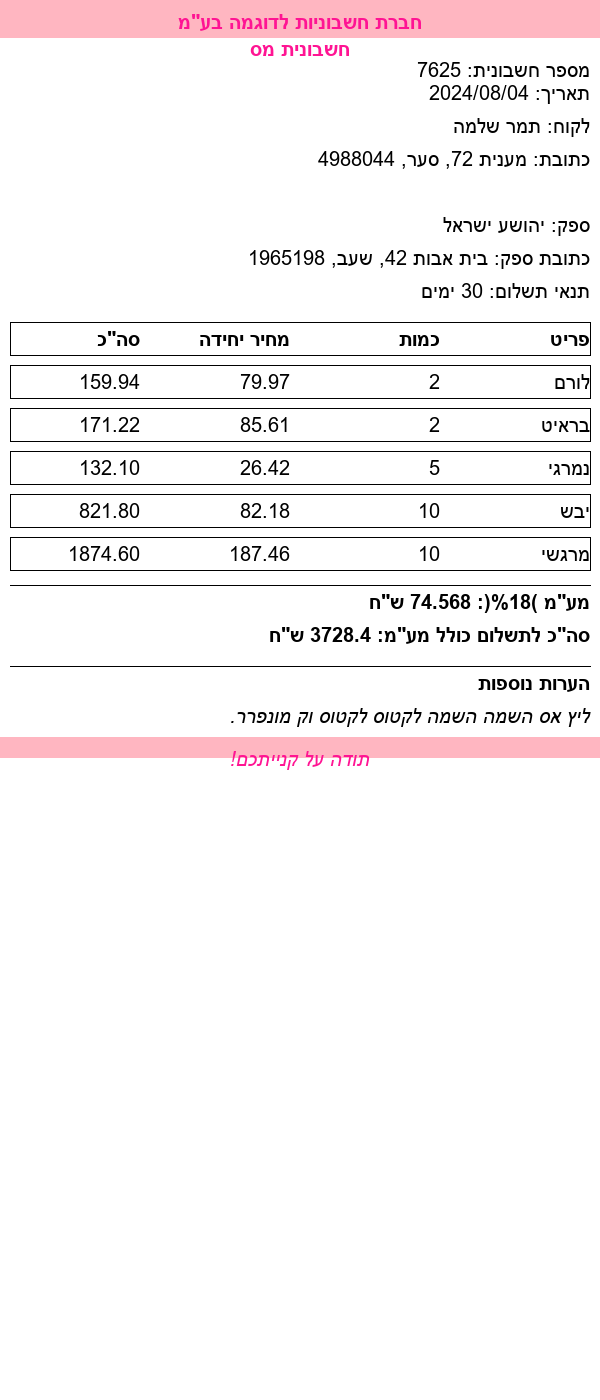 חברת חשבוניות לדוגמה בע"מ
חשבונית מס
מספר חשבונית: 7625
תאריך: 2024/08/04
לקוח: תמר שלמה
כתובת: מענית 72, סער, 4988044
ספק: יהושע ישראל
כתובת ספק: בית אבות 42, שעב, 1965198
תנאי תשלום: 30 ימים
פריט כמות מחיר יחידה סה"כ
לורם 2 79.97 159.94
בראיט 2 85.61 171.22
נמרגי 5 26.42 132.10
יבש 10 82.18 821.80
מרגשי 10 187.46 1874.60
מע"מ )18%(: 74.568 ש"ח
סה"כ לתשלום כולל מע"מ: 3728.4 ש"ח
הערות נוספות
ליץ אס השמה השמה לקטוס לקטוס וק מונפרר.
תודה על קנייתכם!